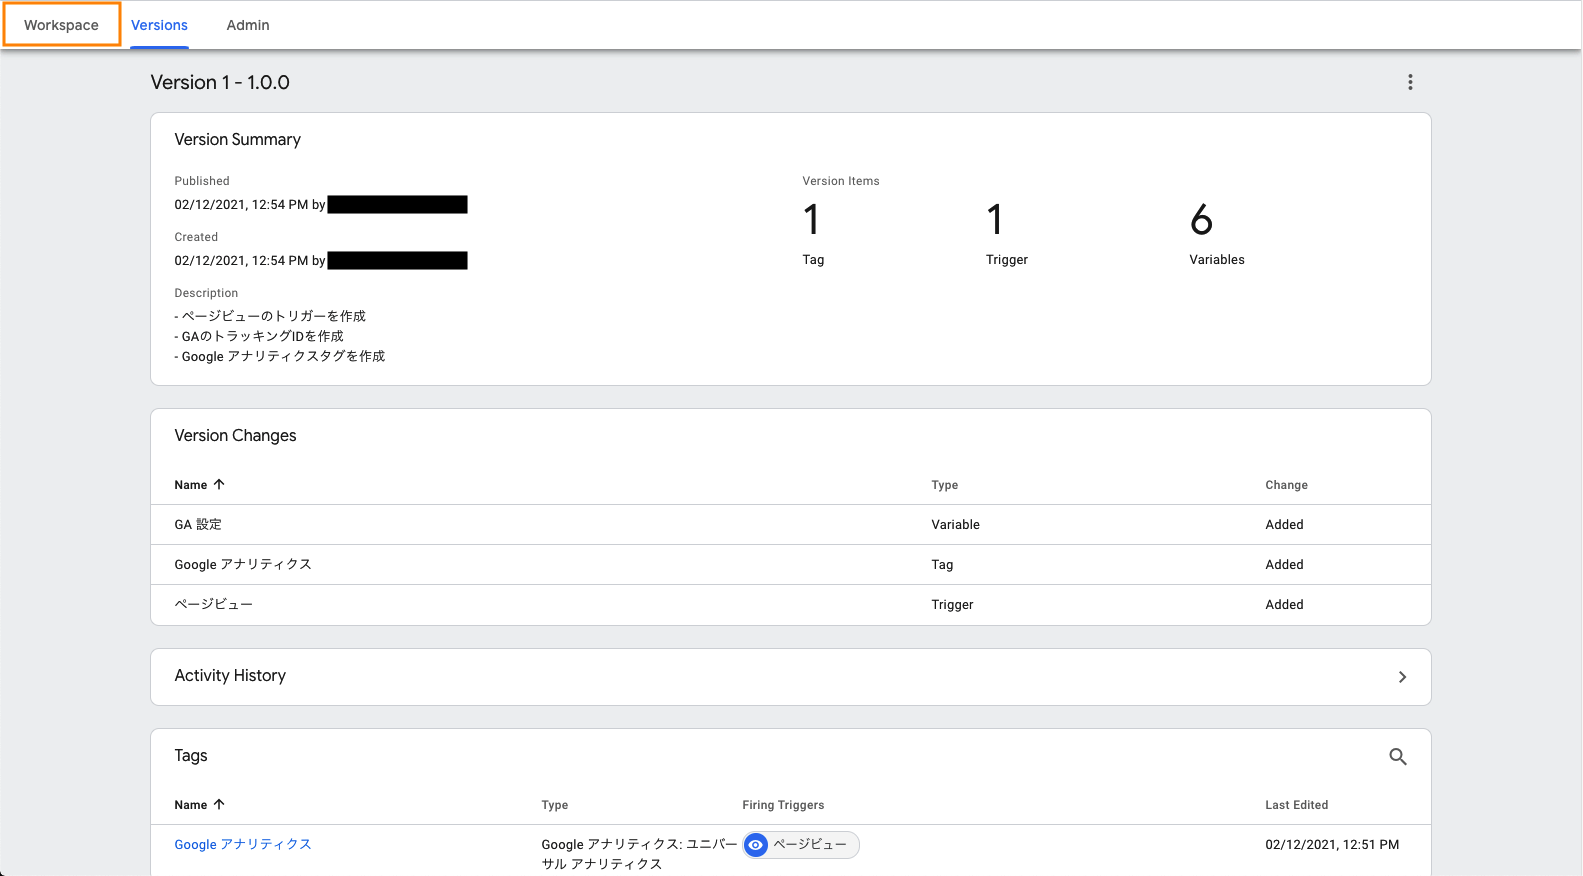 Workspace
Versions
Admin
Version 1 - 1.0.0
Version Summary
Published
02/12/2021, 12:54 PM by
Created
02/12/2021, 12:54 PM by
Description
- ページビューのトリガーを作成
- GAのトラッキングIDを作成
- Google アナリティクスタグを作成
Version Items
1
Tag
1
Trigger
6
Variables
Version Changes
Name
Type
Change
GA 設定
Variable
Added
Google アナリティクス
Tag
Added
ページビュー
Trigger
Added
Activity History
Tags
Name
Type
Firing Triggers
Last Edited
Google アナリティクス
Google アナリティクス: ユニバー
サル アナリティクス
ページビュー
02/12/2021, 12:51 PM